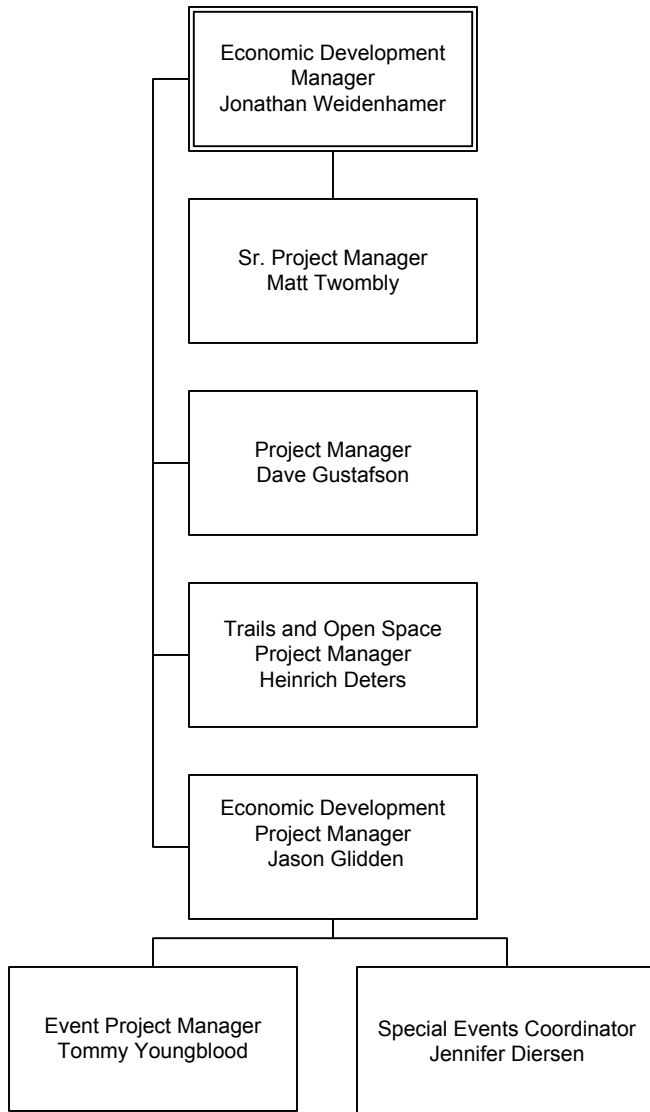 Economic Development
Manager
Jonathan Weidenhamer
Sr. Project Manager
Matt Twombly
Project Manager
Dave Gustafson
Trails and Open Space
Project Manager
Heinrich Deters
Economic Development
Project Manager
Jason Glidden
Event Project Manager
Tommy Youngblood
Special Events Coordinator
Jennifer Diersen